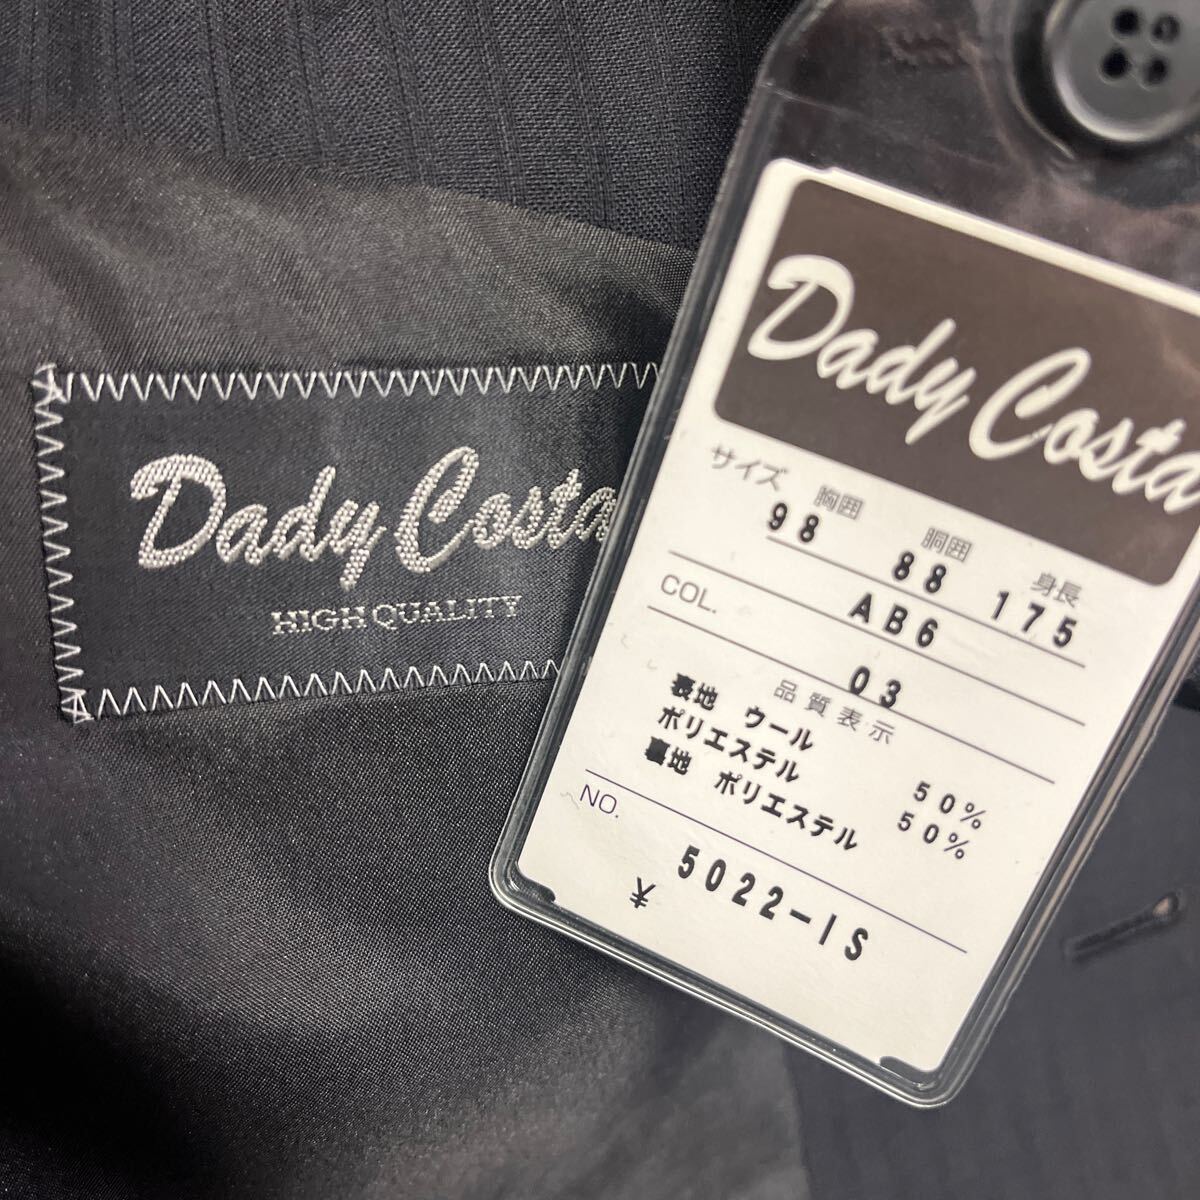 Dady Costa
HIGH QUALITY
Dady Costa
サイズ 胸囲 胴囲 身長
98 88 175
AB6
COL. 03
品質表示
表地 ウール 50%
ポリエステル 50%
裏地 ポリエステル
NO. 5022-IS
¥